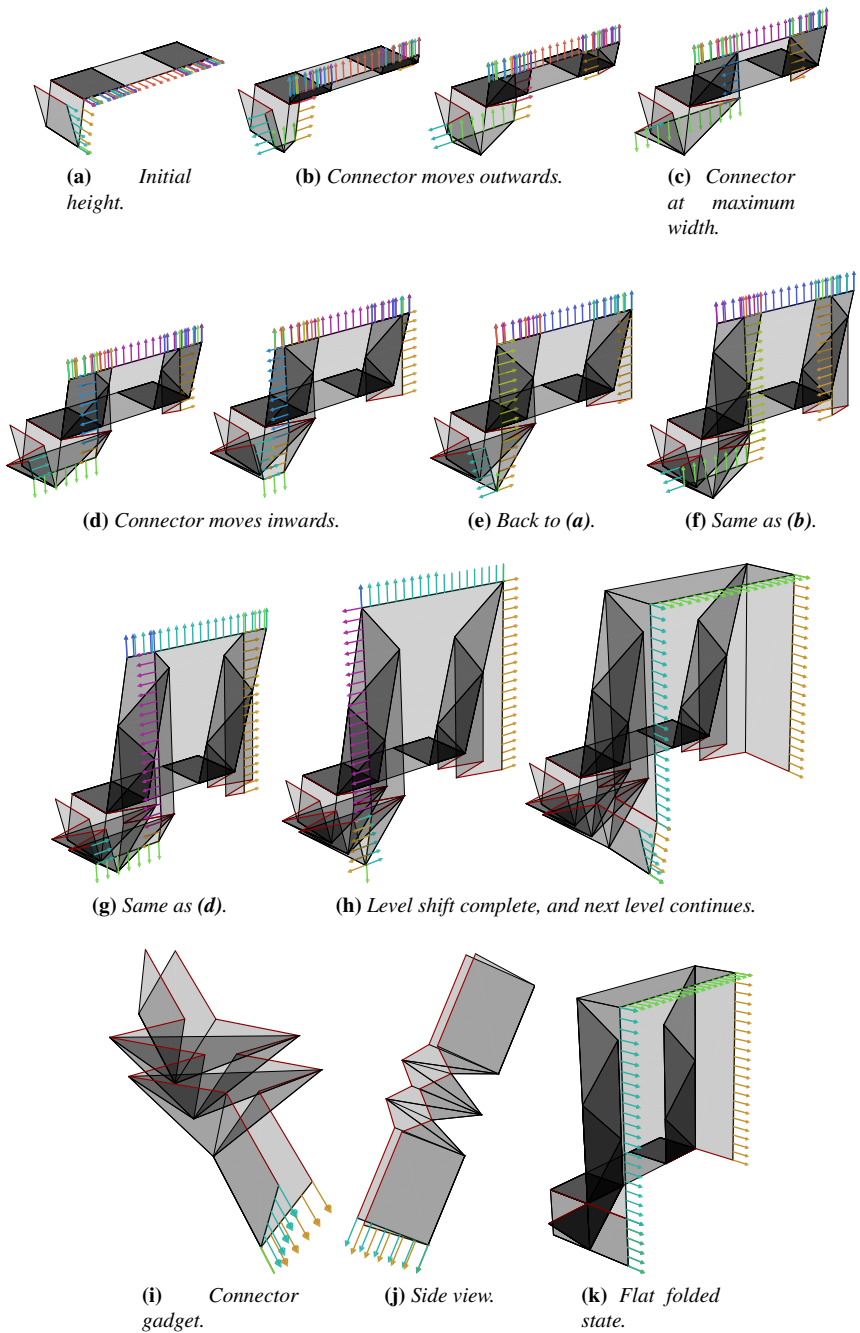 (a) Initial
height.
(b) Connector moves outwards.
(c) Connector
at maximum
width.
(d) Connector moves inwards.
(e) Back to (a).
(f) Same as (b).
(g) Same as (d).
(h) Level shift complete, and next level continues.
(i) Connector
gadget.
(j) Side view.
(k) Flat folded
state.